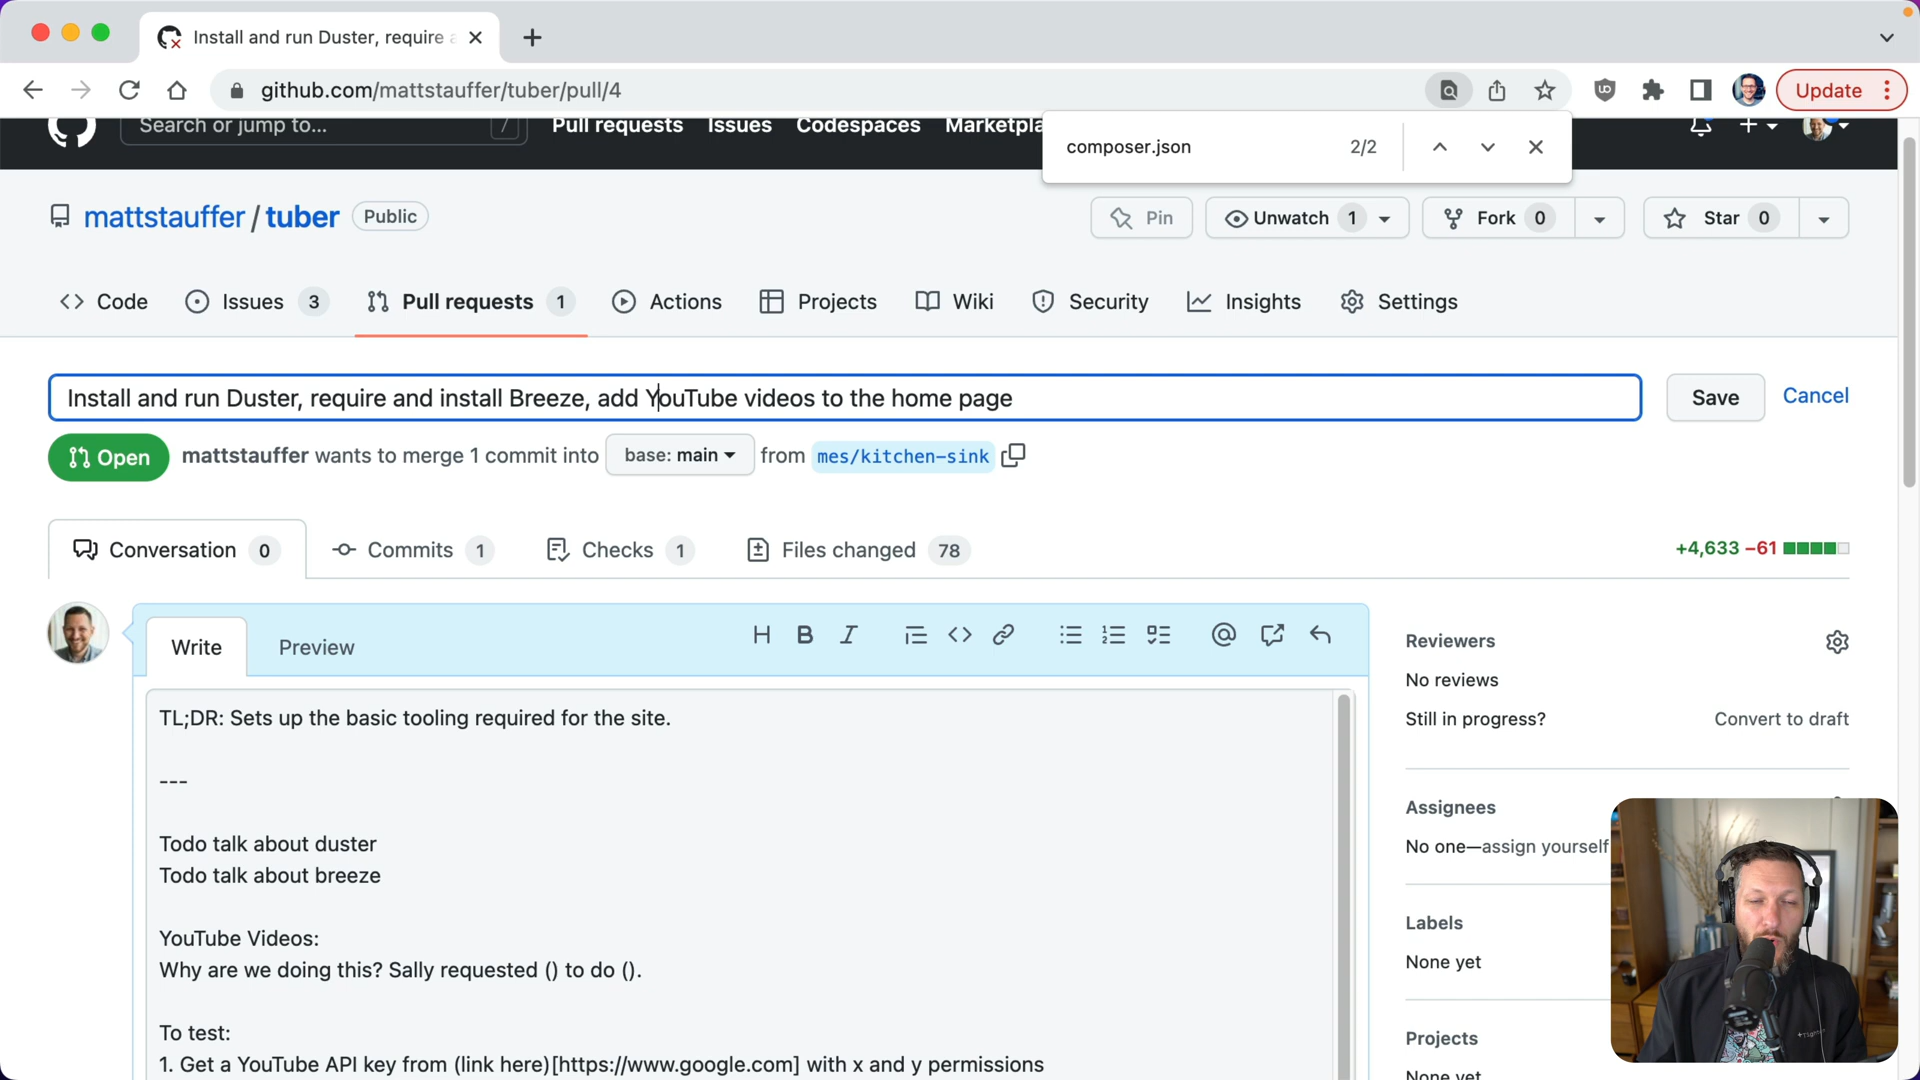 Install and run Duster, require a
github.com/mattstauffer/tuber/pull/4
Update
Search or jump to...
/
Pull requests
Issues
Codespaces
Marketpla
composer.json
2/2
mattstauffer / tuber
Public
Pin
Unwatch 1
Fork 0
Star 0
Code
Issues 3
Pull requests 1
Actions
Projects
Wiki
Security
Insights
Settings
Install and run Duster, require and install Breeze, add YouTube videos to the home page
Save
Cancel
Open
mattstauffer wants to merge 1 commit into base: main from mes/kitchen-sink
Conversation 0
Commits 1
Checks 1
Files changed 78
+4,633 −61
Write
Preview
TL;DR: Sets up the basic tooling required for the site.
---
Todo talk about duster
Todo talk about breeze
YouTube Videos:
Why are we doing this? Sally requested () to do ().
To test:
1. Get a YouTube API key from (link here)[https://www.google.com] with x and y permissions
Reviewers
No reviews
Still in progress?
Convert to draft
Assignees
No one—assign yourself
Labels
None yet
Projects
None yet